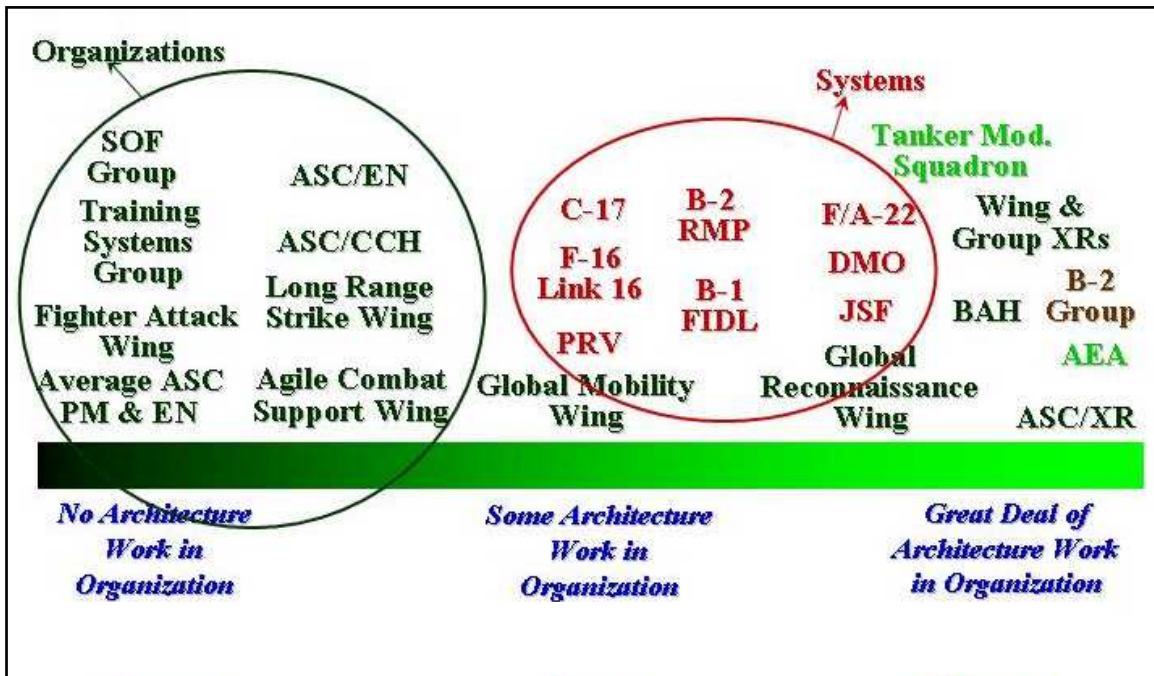 Organizations
SOF
Group
Training
Systems
Group
Fighter Attack
Wing
Average ASC
PM & EN
ASC/EN
ASC/CCH
Long Range
Strike Wing
Agile Combat
Support Wing
Systems
C-17
F-16
Link 16
PRV
B-2
RMP
B-1
FIDL
F/A-22
DMO
JSF
Global Mobility
Wing
Global
Reconnaissance
Wing
Tanker Mod.
Squadron
Wing &
Group XRs
BAH
B-2
Group
AEA
ASC/XR
No Architecture
Work in
Organization
Some Architecture
Work in
Organization
Great Deal of
Architecture Work
in Organization